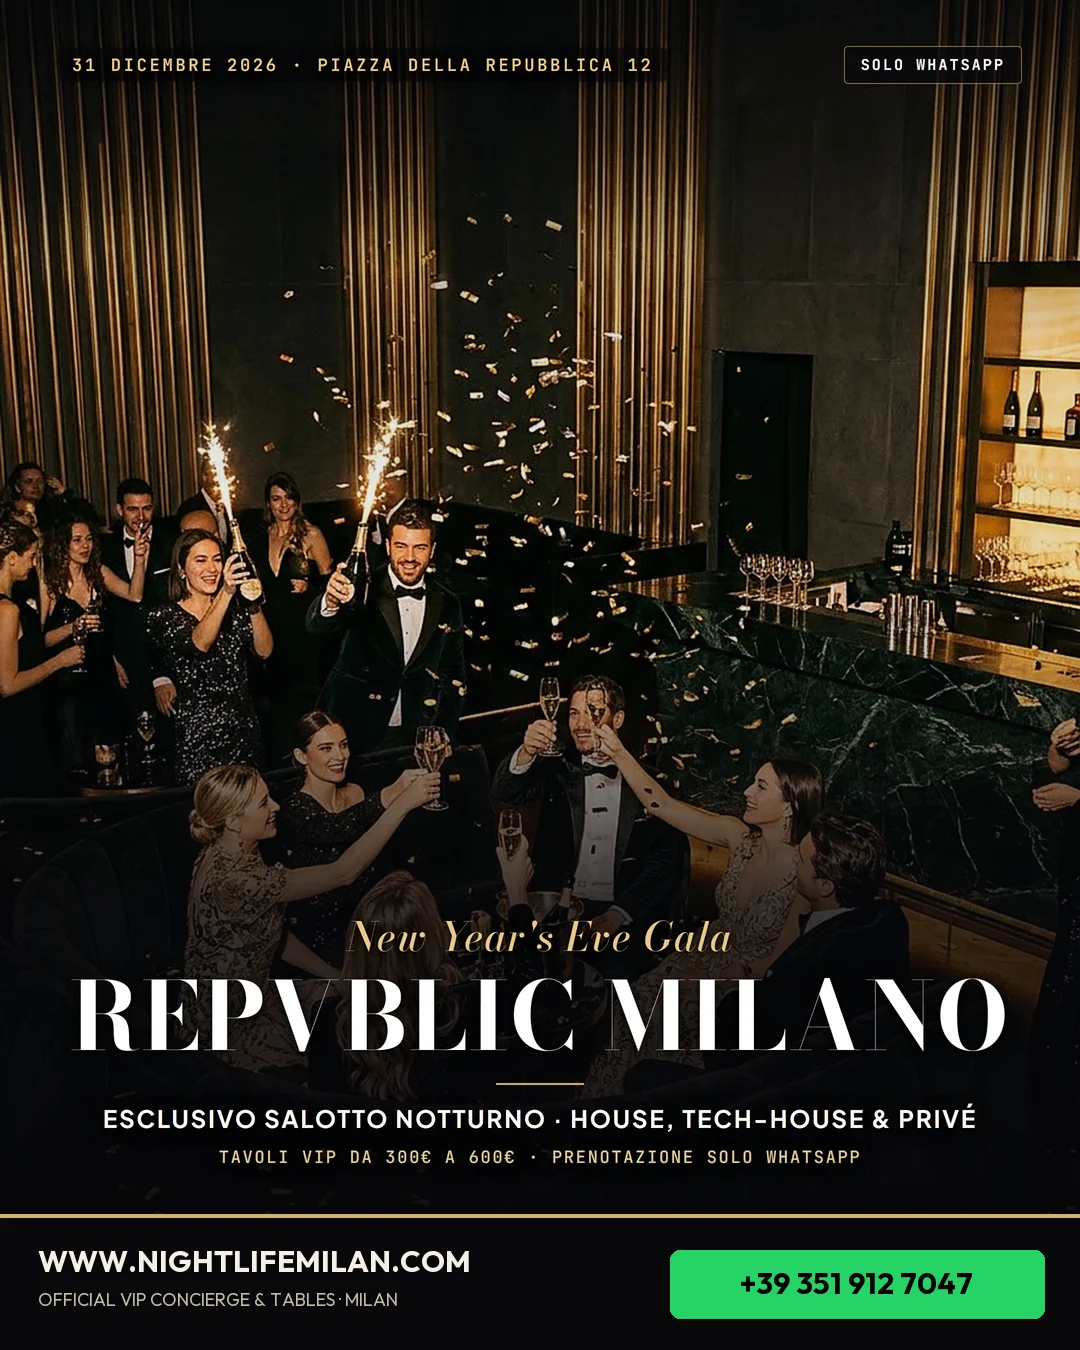 31 DICEMBRE 2026 · PIAZZA DELLA REPUBBLICA 12
SOLO WHATSAPP
New Year's Eve Gala
REPVBLIC MILANO
ESCLUSIVO SALOTTO NOTTURNO · HOUSE, TECH-HOUSE & PRIVÉ
TAVOLI VIP DA 300€ A 600€ · PRENOTAZIONE SOLO WHATSAPP
WWW.NIGHTLIFEMILAN.COM
OFFICIAL VIP CONCIERGE & TABLES · MILAN
+39 351 912 7047